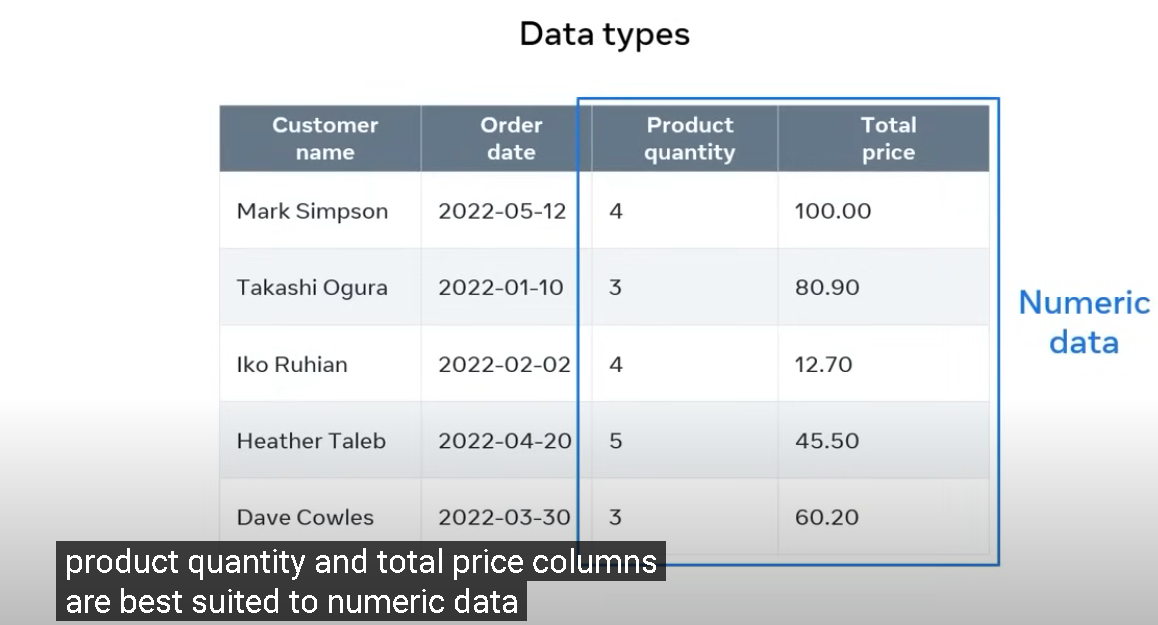 Data types
Customer name Order date Product quantity Total price
Mark Simpson 2022-05-12 4 100.00
Takashi Ogura 2022-01-10 3 80.90
Iko Ruhian 2022-02-02 4 12.70
Heather Taleb 2022-04-20 5 45.50
Dave Cowles 2022-03-30 3 60.20
Numeric
data
product quantity and total price columns
are best suited to numeric data